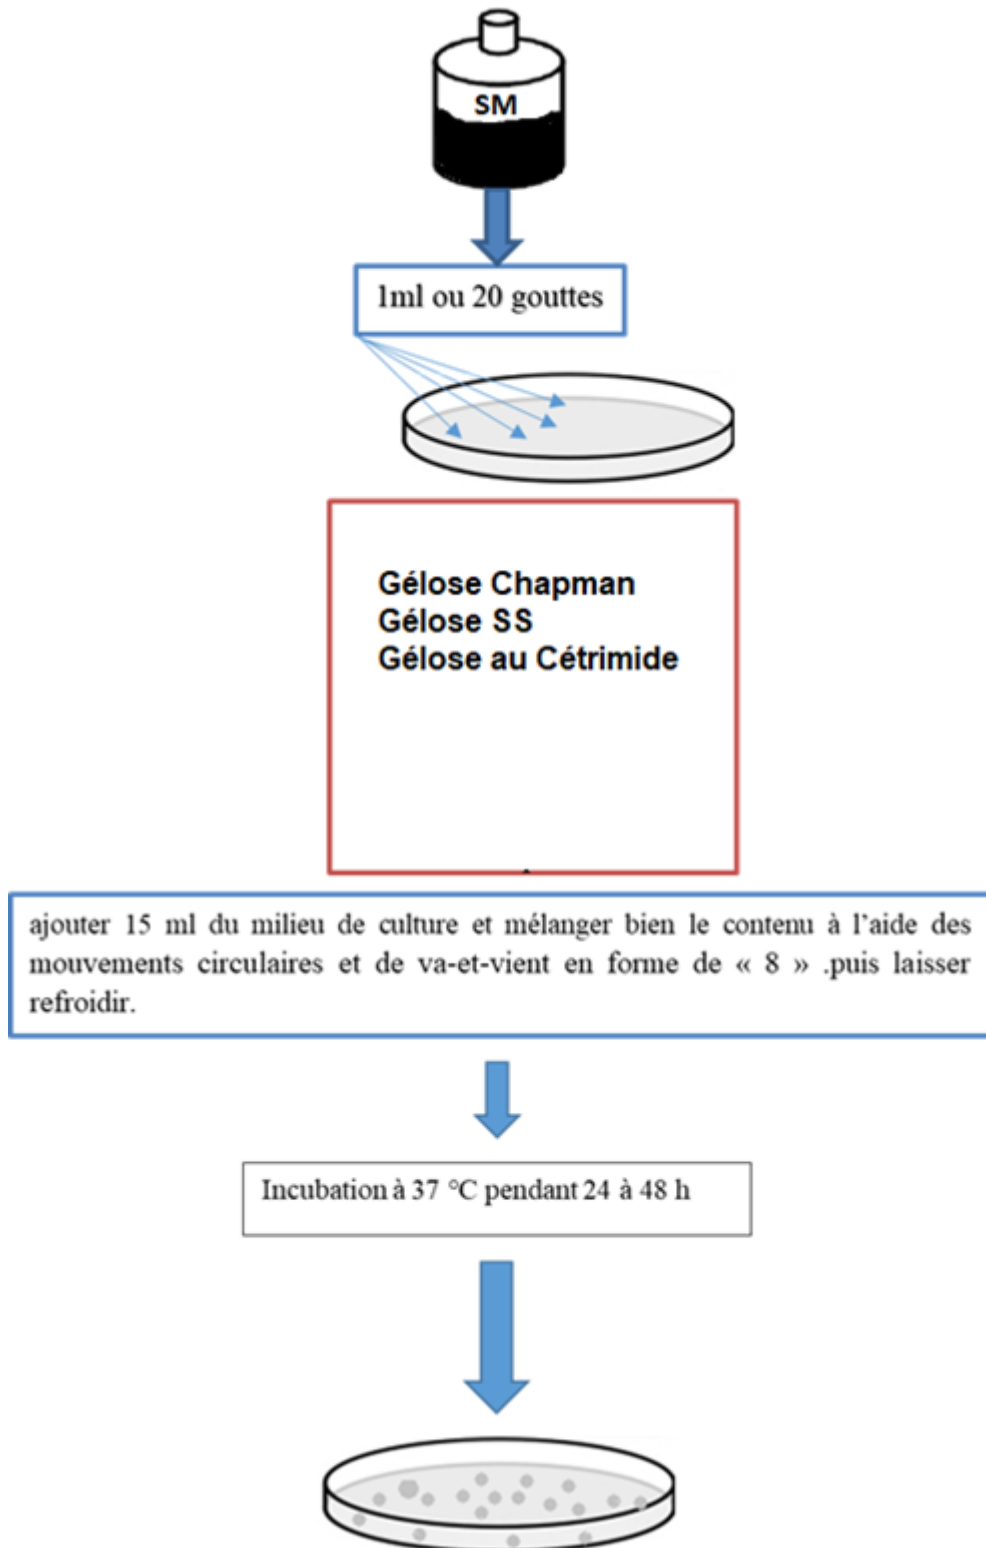 SM
1ml ou 20 gouttes
Gélose Chapman
Gélose SS
Gélose au Cétrimide
ajouter 15 ml du milieu de culture et mélanger bien le contenu à l'aide des
mouvements circulaires et de va-et-vient en forme de « 8 » .puis laisser
refroidir.
Incubation à 37 °C pendant 24 à 48 h